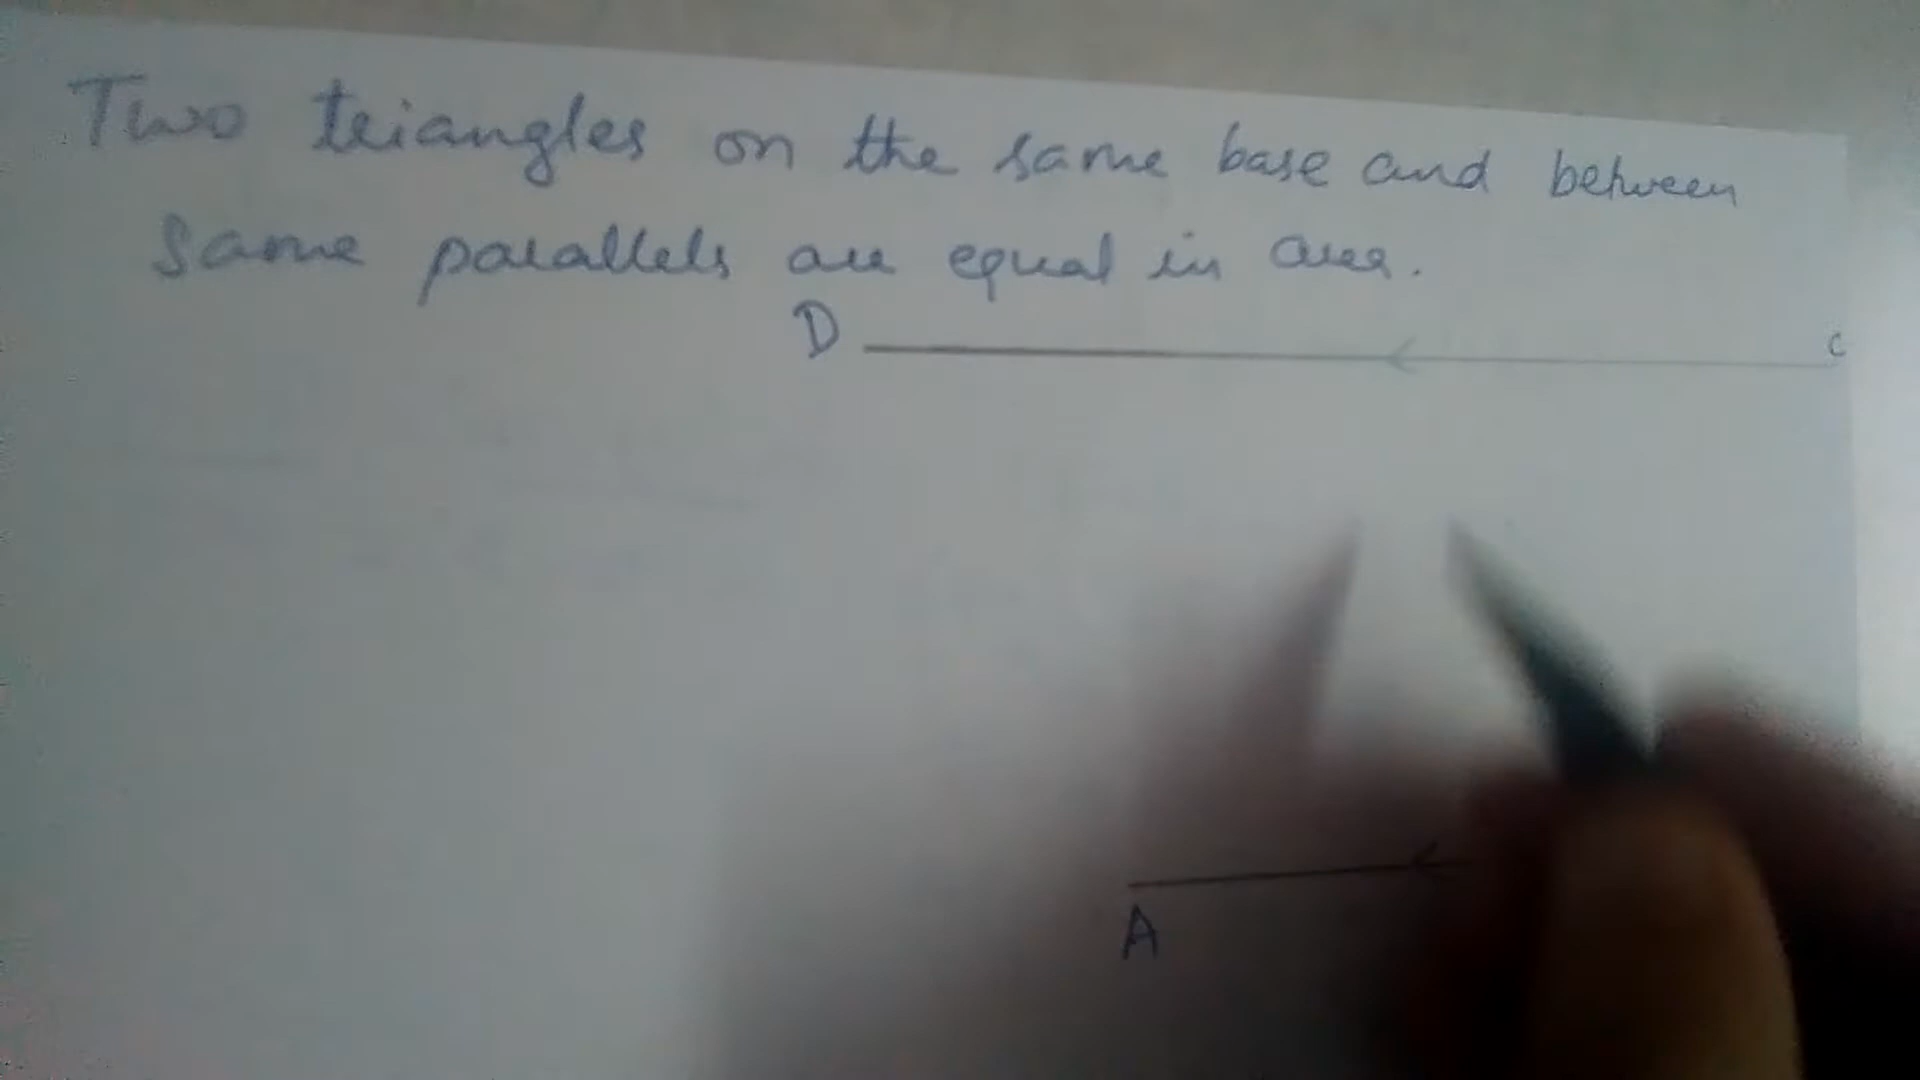 Two triangles on the same base and between
same parallels are equal in area.
D C
A